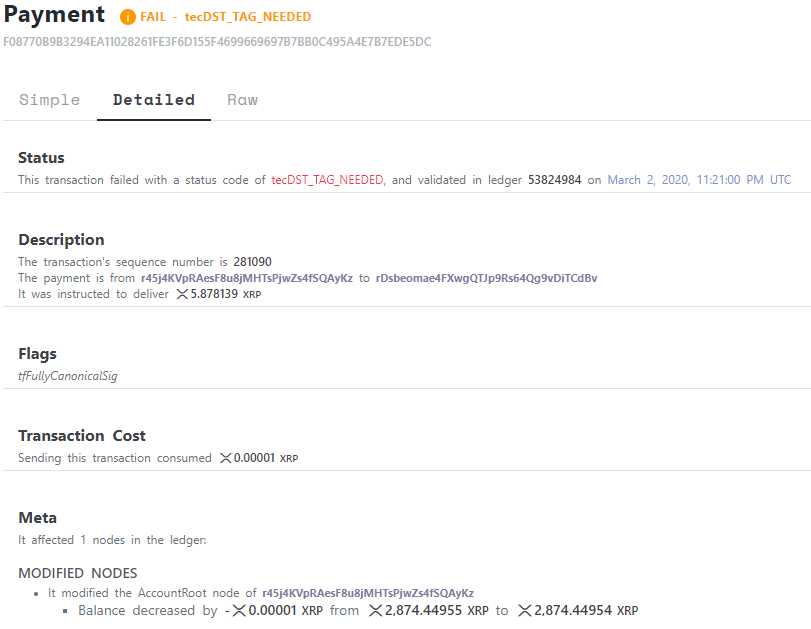 Payment FAIL - tecDST_TAG_NEEDED
F08770B9B3294EA11028261FE3F6D155F4699669697B7BB0C495A4E7B7EDE5DC
Simple Detailed Raw
Status
This transaction failed with a status code of tecDST_TAG_NEEDED, and validated in ledger 53824984 on March 2, 2020, 11:21:00 PM UTC
Description
The transaction's sequence number is 281090
The payment is from r45j4KVpRAesF8u8jMHTsPjwZs4fSQAyKz to rDsbeomae4FXwgQTJp9Rs64Qg9vDiTCdBv
It was instructed to deliver 5.878139 XRP
Flags
tfFullyCanonicalSig
Transaction Cost
Sending this transaction consumed 0.00001 XRP
Meta
It affected 1 nodes in the ledger:
MODIFIED NODES
It modified the AccountRoot node of r45j4KVpRAesF8u8jMHTsPjwZs4fSQAyKz
Balance decreased by -0.00001 XRP from 2,874.44955 XRP to 2,874.44954 XRP